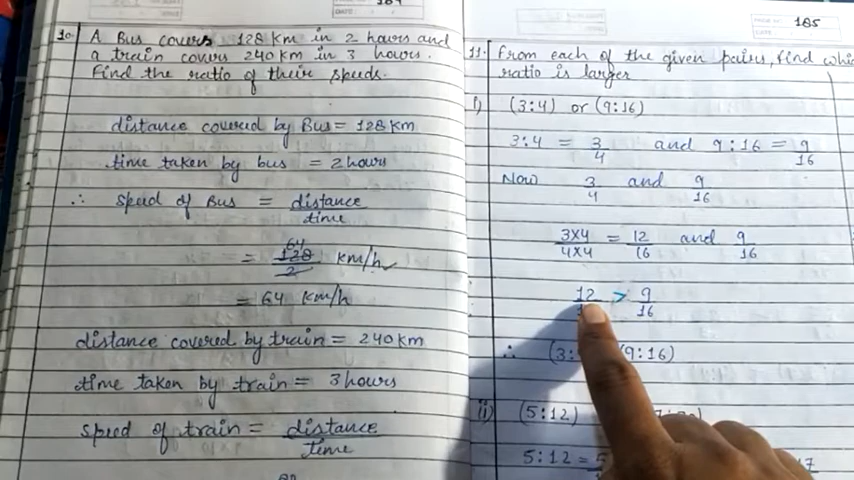 185
10. A Bus covers 128 km in 2 hours and
a train covers 240 km in 3 hours.
Find the ratio of their speeds.
distance covered by Bus = 128 km
time taken by bus = 2 hours
∴ speed of Bus = distance
time
64
= 128 km/h
2
= 64 km/h
distance covered by train = 240 km
time taken by train = 3 hours
speed of train = distance
Time
11. From each of the given pairs, find
ratio is larger
i) (3:4) or (9:16)
3:4 = 3/4 and 9:16 = 9/16
Now 3/4 and 9/16
3×4/4×4 = 12/16 and 9/16
12 > 9/16
∴ (3: (9:16)
ii) (5:12)
5:12 = 5